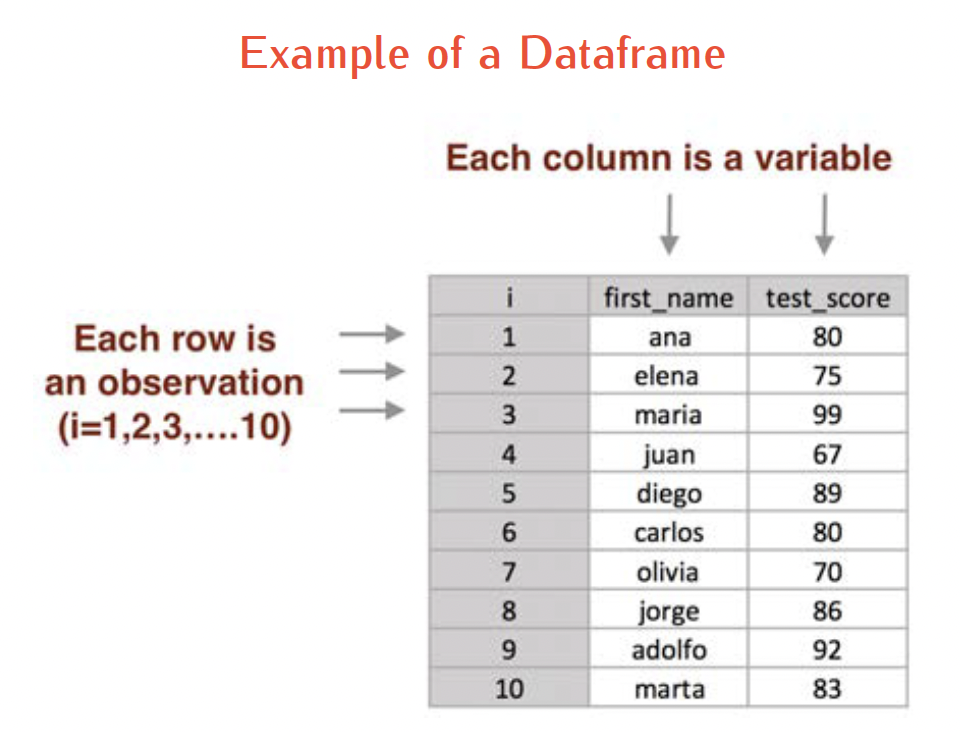 Example of a Dataframe
Each column is a variable
Each row is
an observation
(i=1,2,3,....10)
i first_name test_score
1 ana 80
2 elena 75
3 maria 99
4 juan 67
5 diego 89
6 carlos 80
7 olivia 70
8 jorge 86
9 adolfo 92
10 marta 83